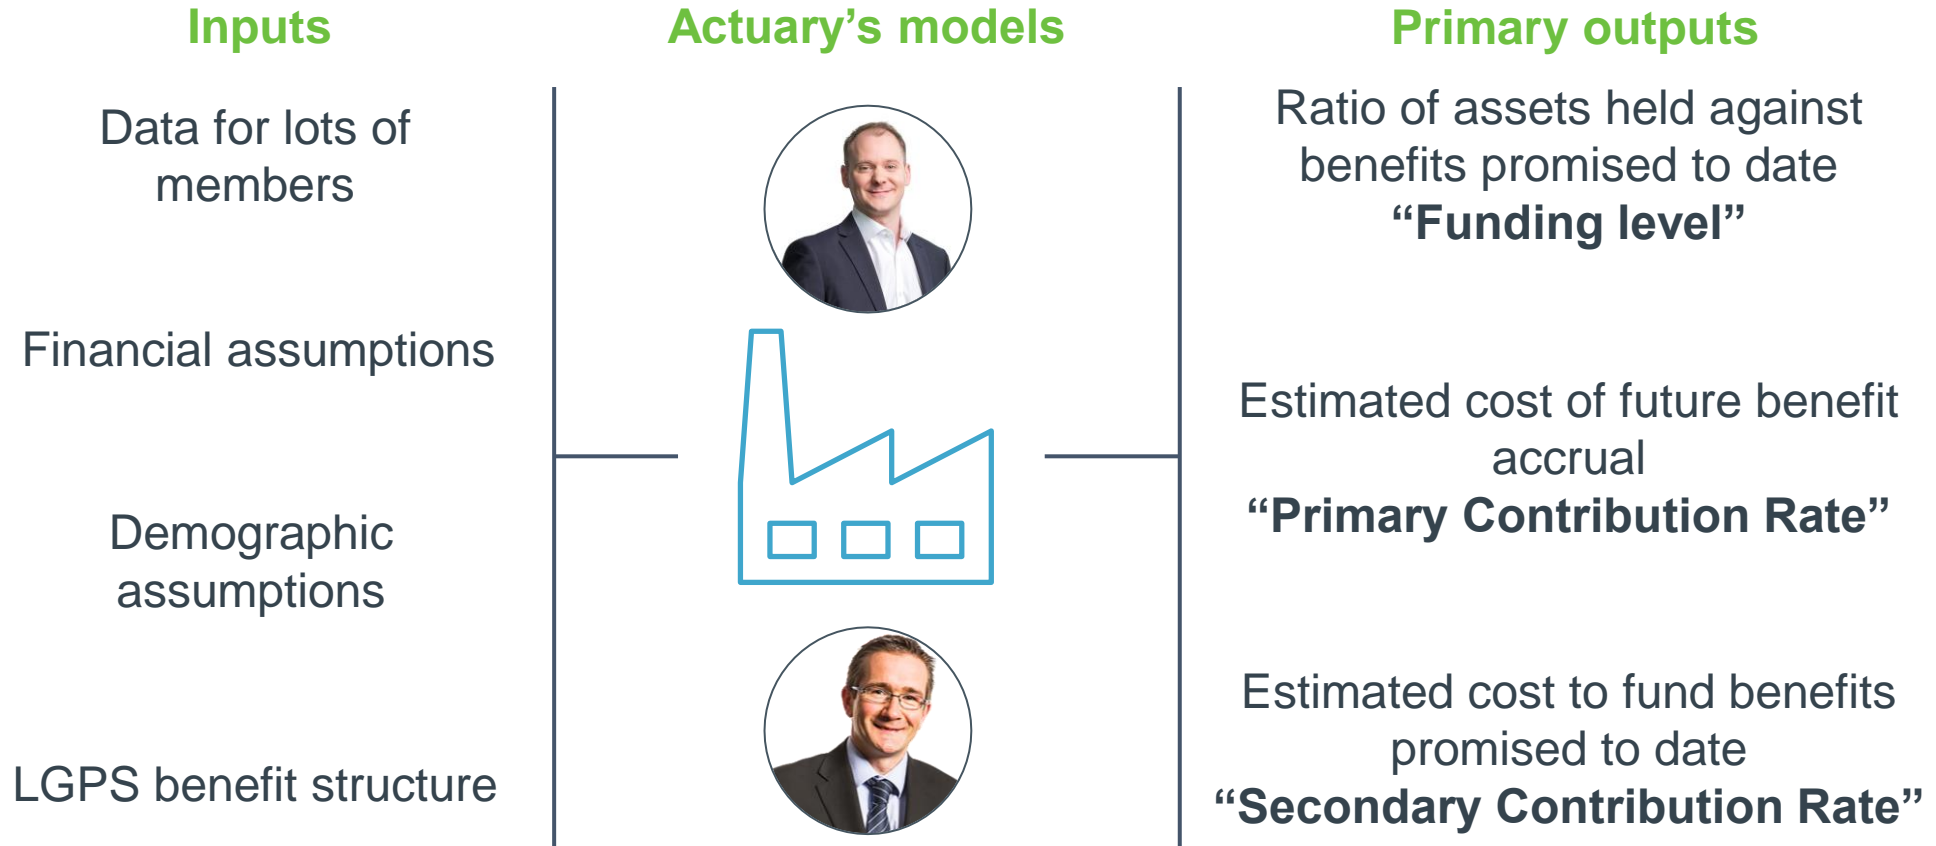 Inputs
Data for lots of
members
Financial assumptions
Demographic
assumptions
LGPS benefit structure
Actuary’s models
Primary outputs
Ratio of assets held against
benefits promised to date
“Funding level”
Estimated cost of future benefit
accrual
“Primary Contribution Rate”
Estimated cost to fund benefits
promised to date
“Secondary Contribution Rate”